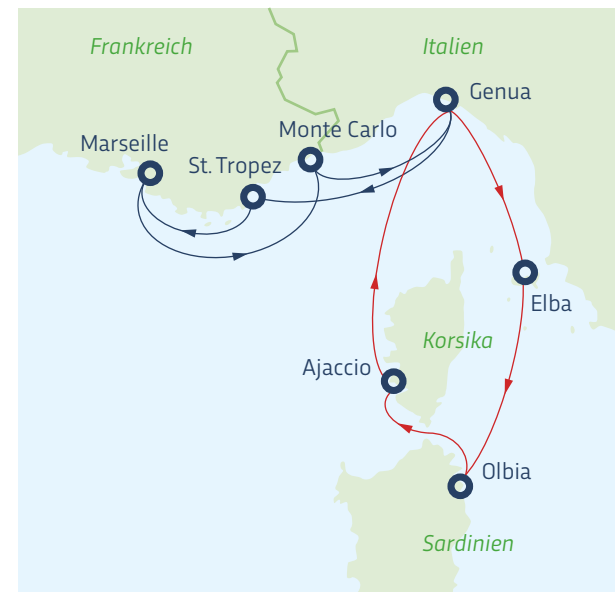 Frankreich
Italien
Genua
Monte Carlo
Marseille
St. Tropez
Elba
Korsika
Ajaccio
Olbia
Sardinien